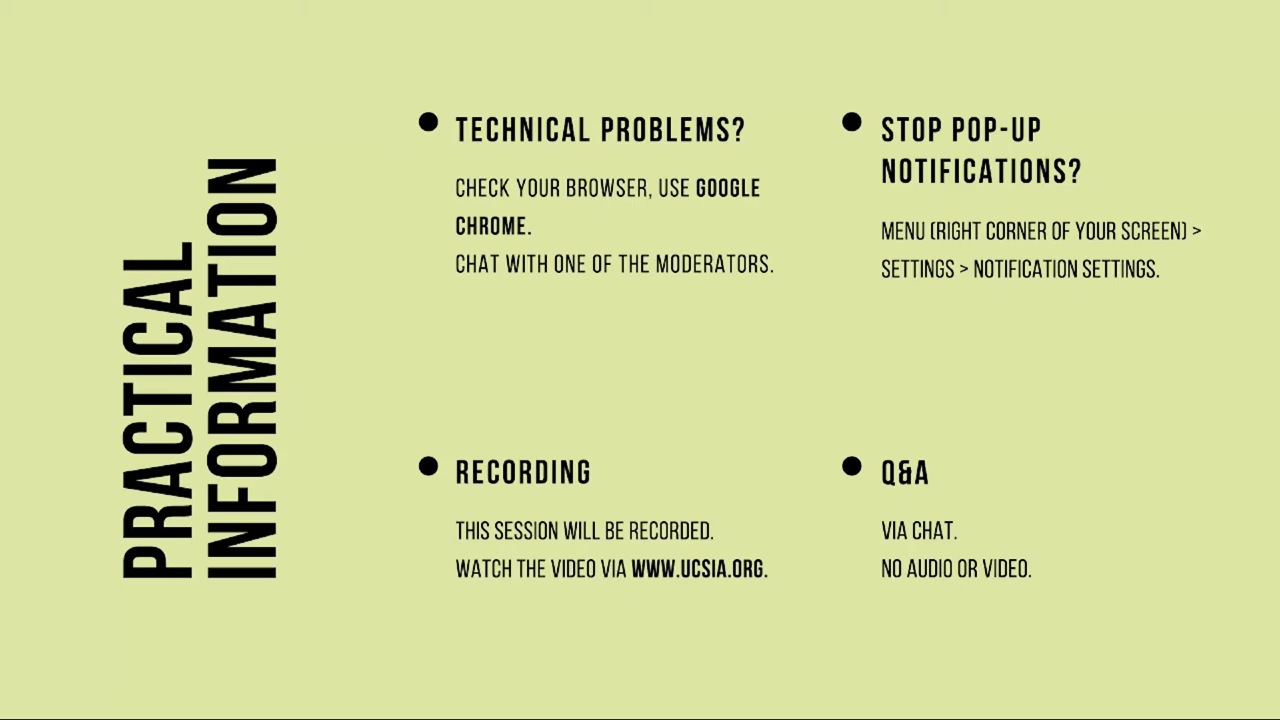 PRACTICAL
INFORMATION
TECHNICAL PROBLEMS?
CHECK YOUR BROWSER, USE GOOGLE
CHROME.
CHAT WITH ONE OF THE MODERATORS.
STOP POP-UP
NOTIFICATIONS?
MENU (RIGHT CORNER OF YOUR SCREEN) >
SETTINGS > NOTIFICATION SETTINGS.
RECORDING
THIS SESSION WILL BE RECORDED.
WATCH THE VIDEO VIA WWW.UCSIA.ORG.
Q&A
VIA CHAT.
NO AUDIO OR VIDEO.